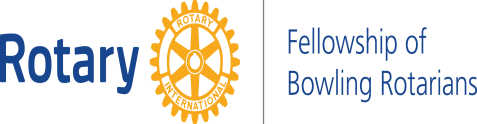 Rotary
ROTARY
INTERNATIONAL
Fellowship of
Bowling Rotarians